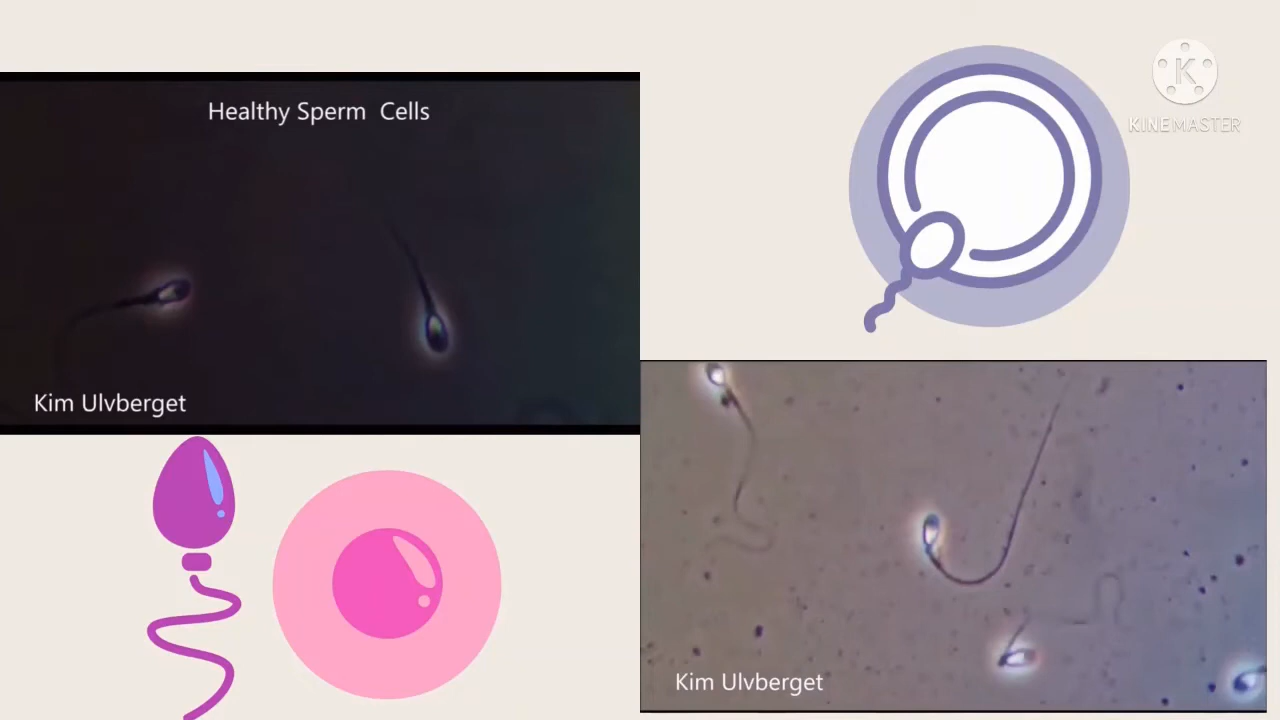 Healthy Sperm Cells
K
KINEMASTER
Kim Ulvberget
Kim Ulvberget